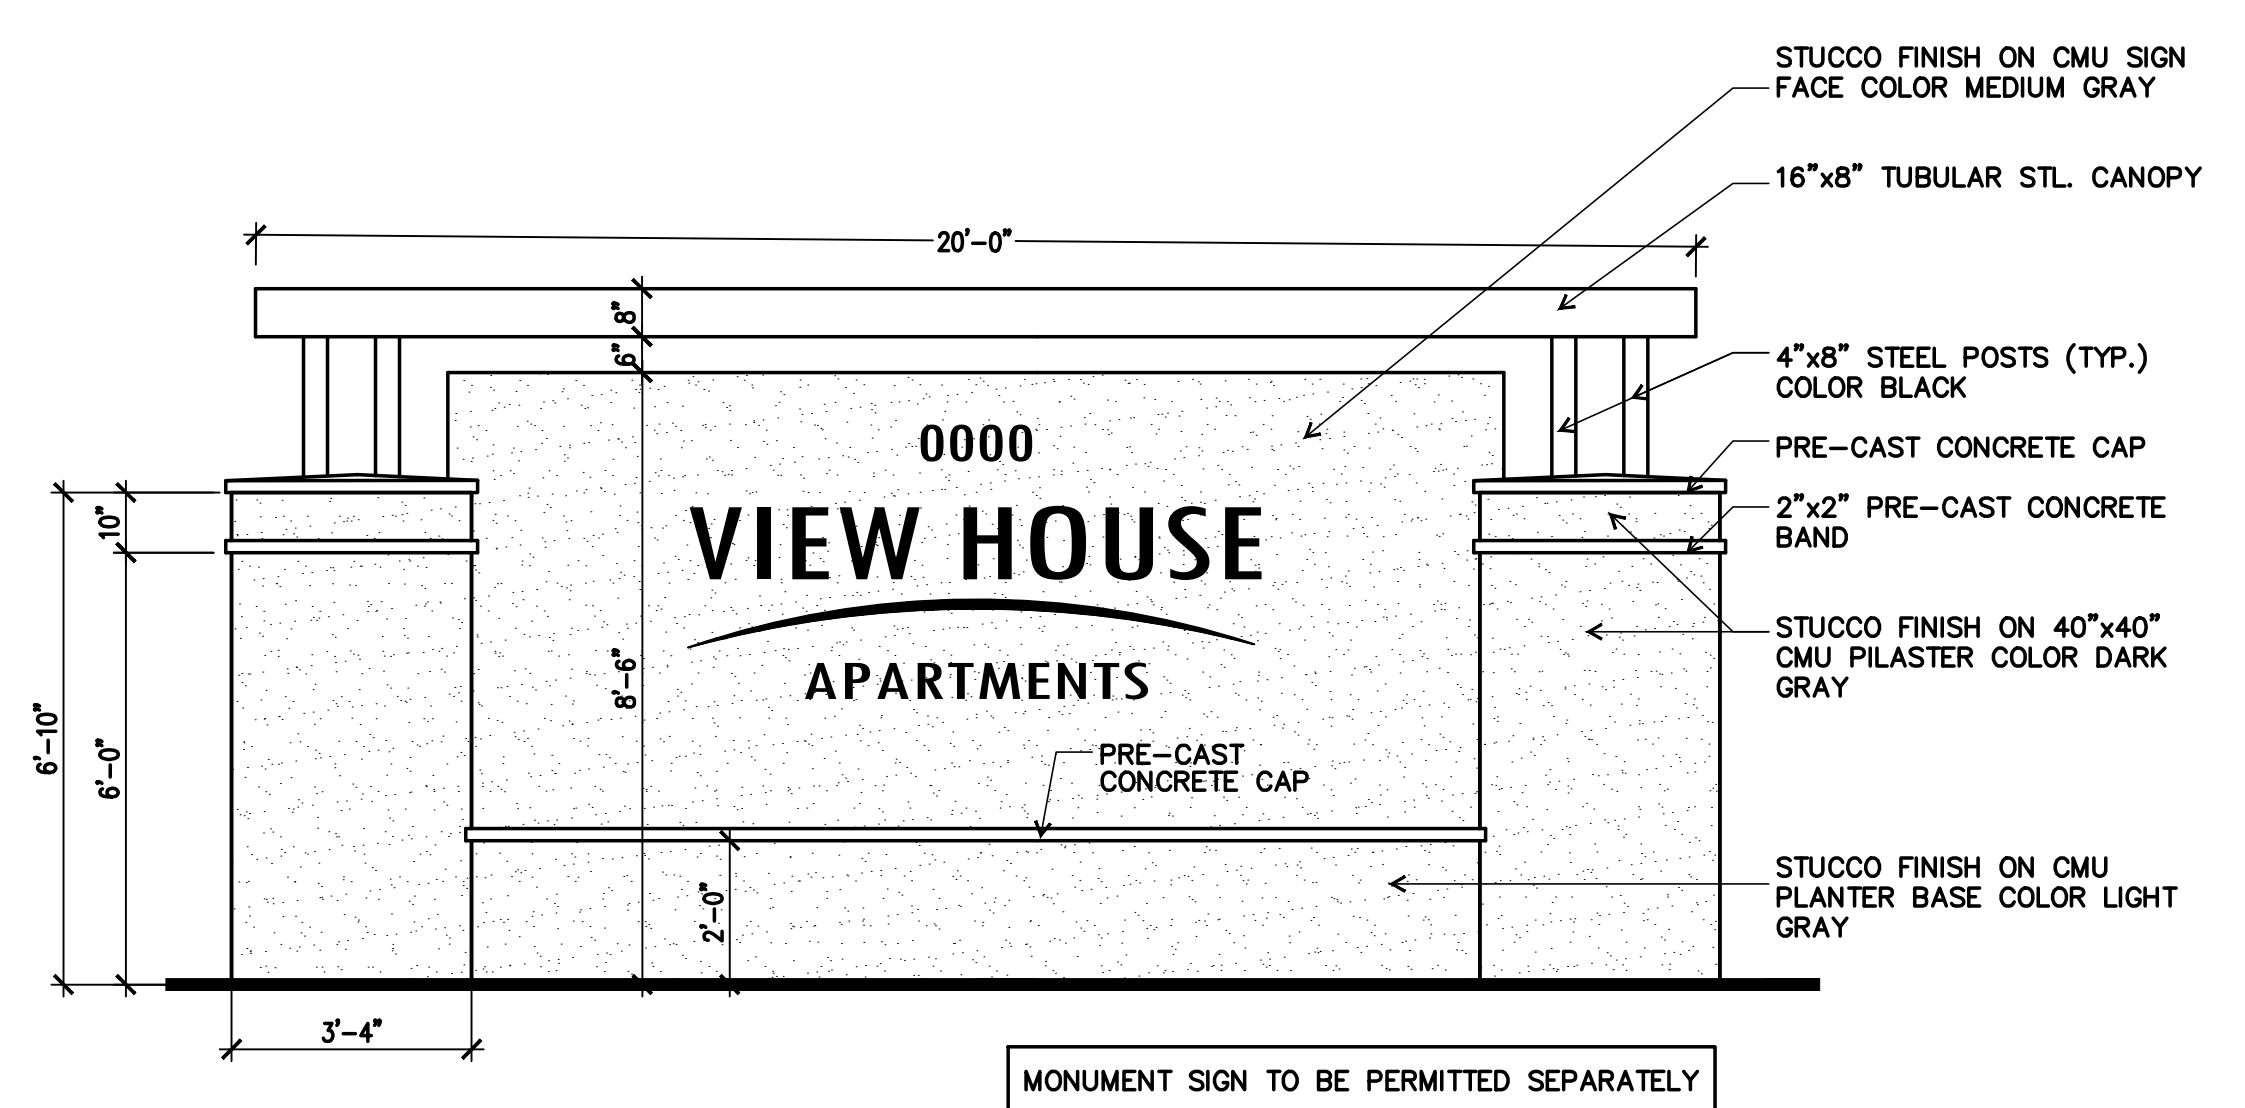 STUCCO FINISH ON CMU SIGN
FACE COLOR MEDIUM GRAY
16"x8" TUBULAR STL. CANOPY
20'-0"
8"
6"
4"x8" STEEL POSTS (TYP.)
COLOR BLACK
0000
PRE-CAST CONCRETE CAP
10"
2"x2" PRE-CAST CONCRETE
BAND
VIEW HOUSE
STUCCO FINISH ON 40"x40"
CMU PILASTER COLOR DARK
GRAY
APARTMENTS
8'-6"
6'-10"
6'-0"
PRE-CAST
CONCRETE CAP
STUCCO FINISH ON CMU
PLANTER BASE COLOR LIGHT
GRAY
2'-0"
3'-4"
MONUMENT SIGN TO BE PERMITTED SEPARATELY